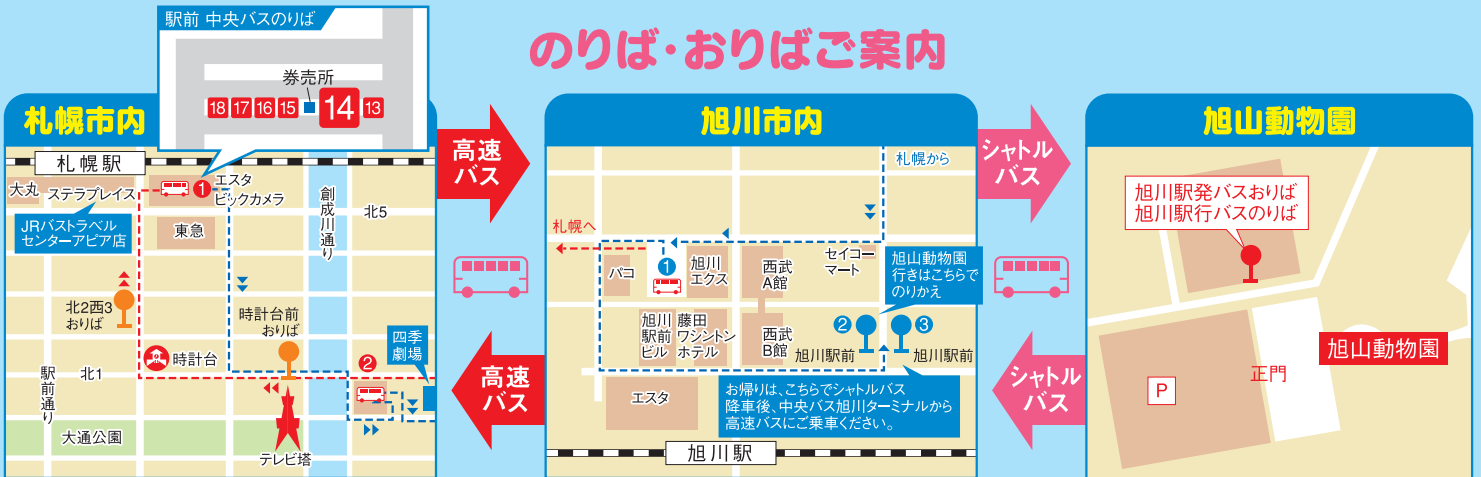 のりば・おりばご案内
駅前 中央バスのりば
券売所
18 17 16 15 14 13
札幌市内
札幌駅
大丸
ステラプレイス
1
エスタ
ビックカメラ
JRバストラベル
センターアピア店
東急
創成川通り
北5
北2西3
おりば
時計台前
おりば
四季
劇場
時計台
2
駅前通り
北1
大通公園
テレビ塔
高速
バス
高速
バス
旭川市内
札幌から
札幌へ
パコ
1
旭川
エクス
西武
A館
セイコー
マート
旭山動物園
行きはこちらで
のりかえ
旭川
駅前
ビル
藤田
ワシントン
ホテル
西武
B館
2
旭川駅前
3
旭川駅前
エスタ
お帰りは、こちらでシャトルバス
降車後、中央バス旭川ターミナルから
高速バスにご乗車ください。
旭川駅
シャトル
バス
シャトル
バス
旭山動物園
旭川駅発バスおりば
旭川駅行バスのりば
旭山動物園
正門
P